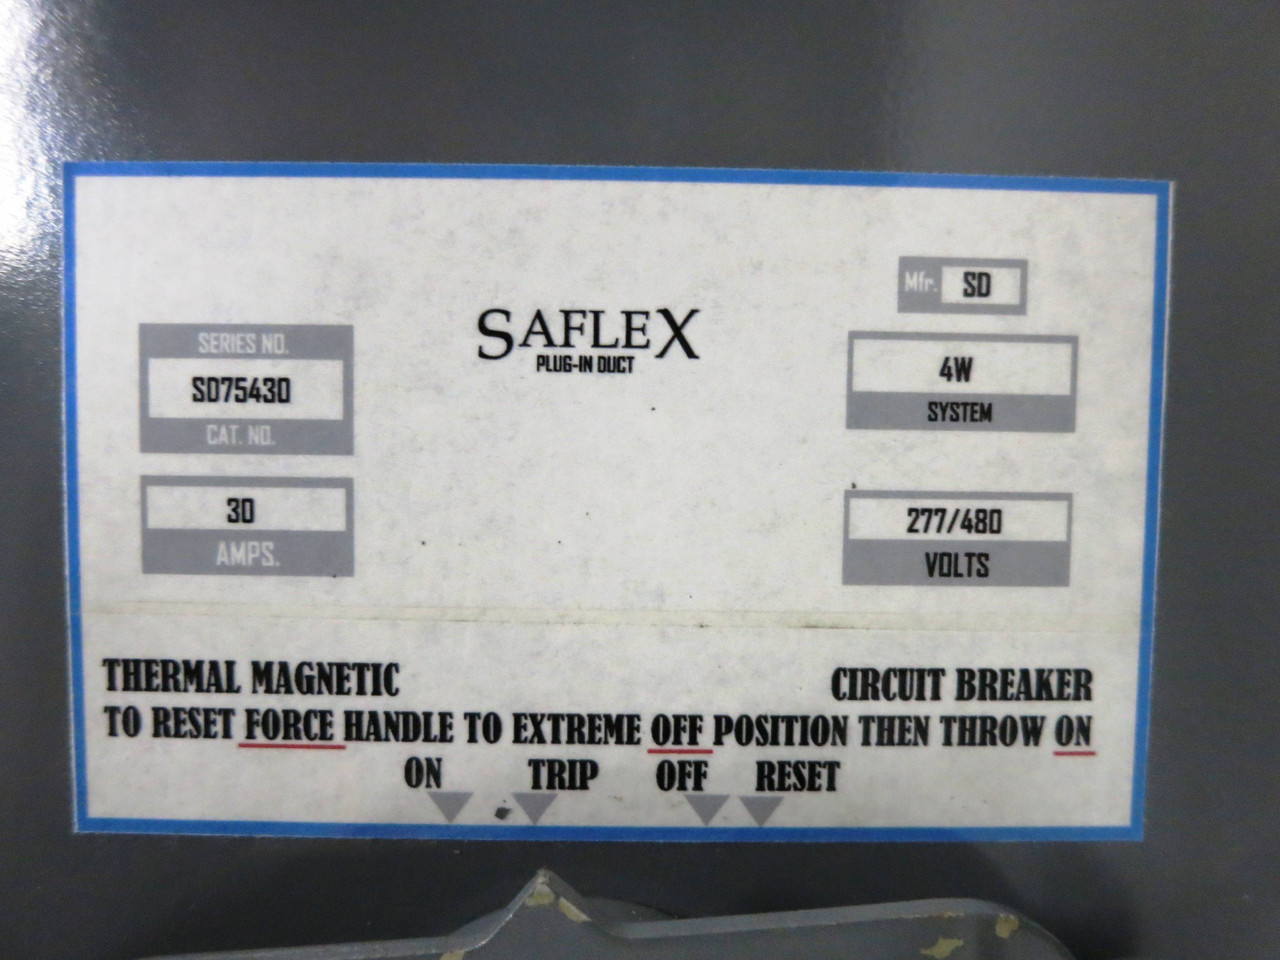 Mfr. SD
SAFLEX
PLUG-IN DUCT
SERIES NO.
SD75430
CAT. NO.
4W
SYSTEM
30
AMPS.
277/480
VOLTS
THERMAL MAGNETIC CIRCUIT BREAKER
TO RESET FORCE HANDLE TO EXTREME OFF POSITION THEN THROW ON
ON TRIP OFF RESET